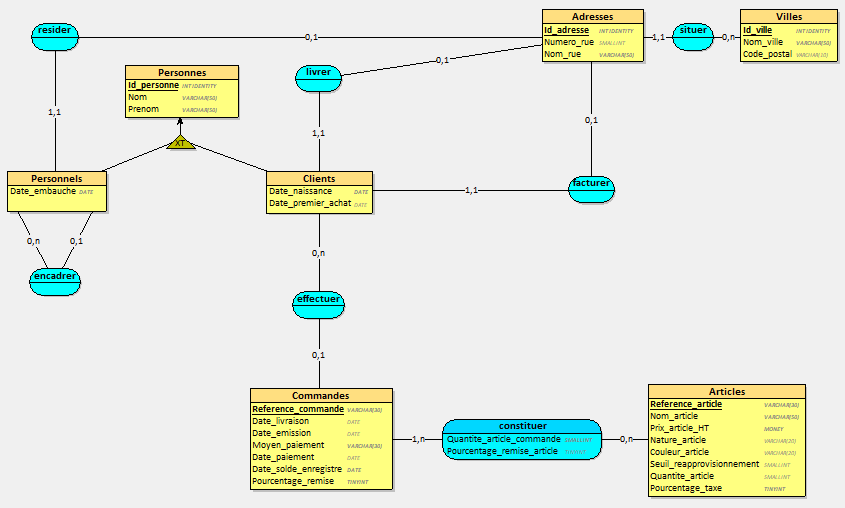 Adresses
Id_adresse INT IDENTITY
Numero_rue SMALLINT
Nom_rue VARCHAR(50)
Villes
Id_ville INT IDENTITY
Nom_ville VARCHAR(50)
Code_postal VARCHAR(50)
resider
0,1
1,1
situer
0,n
livrer
0,1
1,1
Personnes
Id_personne INT IDENTITY
Nom VARCHAR(50)
Prenom VARCHAR(50)
XT
1,1
0,1
Personnels
Date_embauche DATE
Clients
Date_naissance DATE
Date_premier_achat DATE
1,1
facturer
0,n
0,1
encadrer
0,n
effectuer
0,1
Commandes
Reference_commande VARCHAR(30)
Date_livraison DATE
Date_emission DATE
Moyen_paiement VARCHAR(30)
Date_paiement DATE
Date_solde_enregistre DATE
Pourcentage_remise TINYINT
1,n
constituer
Quantite_article_commande SMALLINT
Pourcentage_remise_article TINYINT
0,n
Articles
Reference_article VARCHAR(30)
Nom_article VARCHAR(50)
Prix_article_HT MONEY
Nature_article VARCHAR(20)
Couleur_article VARCHAR(20)
Seuil_reapprovisionnement SMALLINT
Quantite_article SMALLINT
Pourcentage_taxe TINYINT